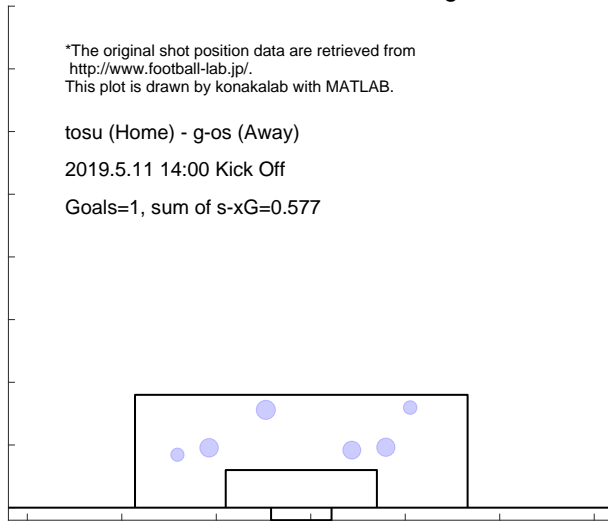 *The original shot position data are retrieved from
http://www.football-lab.jp/.
This plot is drawn by konakalab with MATLAB.
tosu (Home) - g-os (Away)
2019.5.11 14:00 Kick Off
Goals=1, sum of s-xG=0.577